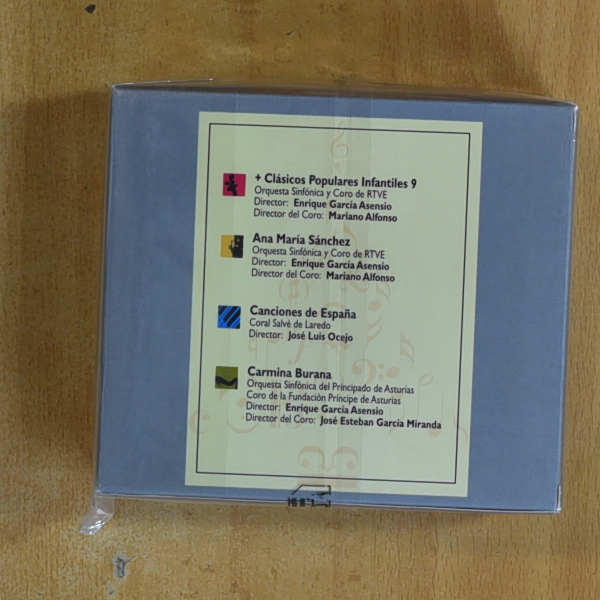 + Clásicos Populares Infantiles 9
Orquesta Sinfónica y Coro de RTVE
Director: Enrique García Asensio
Director del Coro: Mariano Alfonso
Ana María Sánchez
Orquesta Sinfónica y Coro de RTVE
Director: Enrique García Asensio
Director del Coro: Mariano Alfonso
Canciones de España
Coral Salvé de Laredo
Director: José Luis Ocejo
Carmina Burana
Orquesta Sinfónica del Principado de Asturias
Coro de la Fundación Príncipe de Asturias
Director: Enrique García Asensio
Director del Coro: José Esteban García Miranda